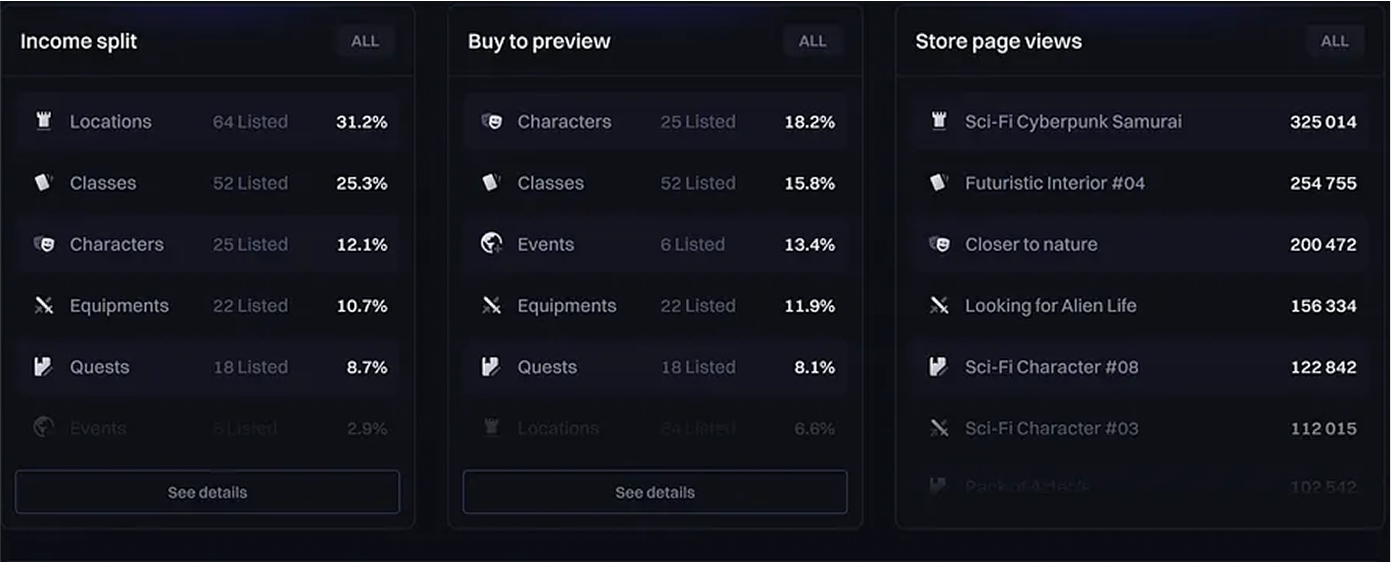 Income split ALL
Locations 64 Listed 31.2%
Classes 52 Listed 25.3%
Characters 25 Listed 12.1%
Equipments 22 Listed 10.7%
Quests 18 Listed 8.7%
Events Listed 2.9%
See details
Buy to preview ALL
Characters 25 Listed 18.2%
Classes 52 Listed 15.8%
Events 6 Listed 13.4%
Equipments 22 Listed 11.9%
Quests 18 Listed 8.1%
Locations 64 Listed 6.6%
See details
Store page views ALL
Sci-Fi Cyberpunk Samurai 325 014
Futuristic Interior #04 254 755
Closer to nature 200 472
Looking for Alien Life 156 334
Sci-Fi Character #08 122 842
Sci-Fi Character #03 112 015
Pack of 102 542